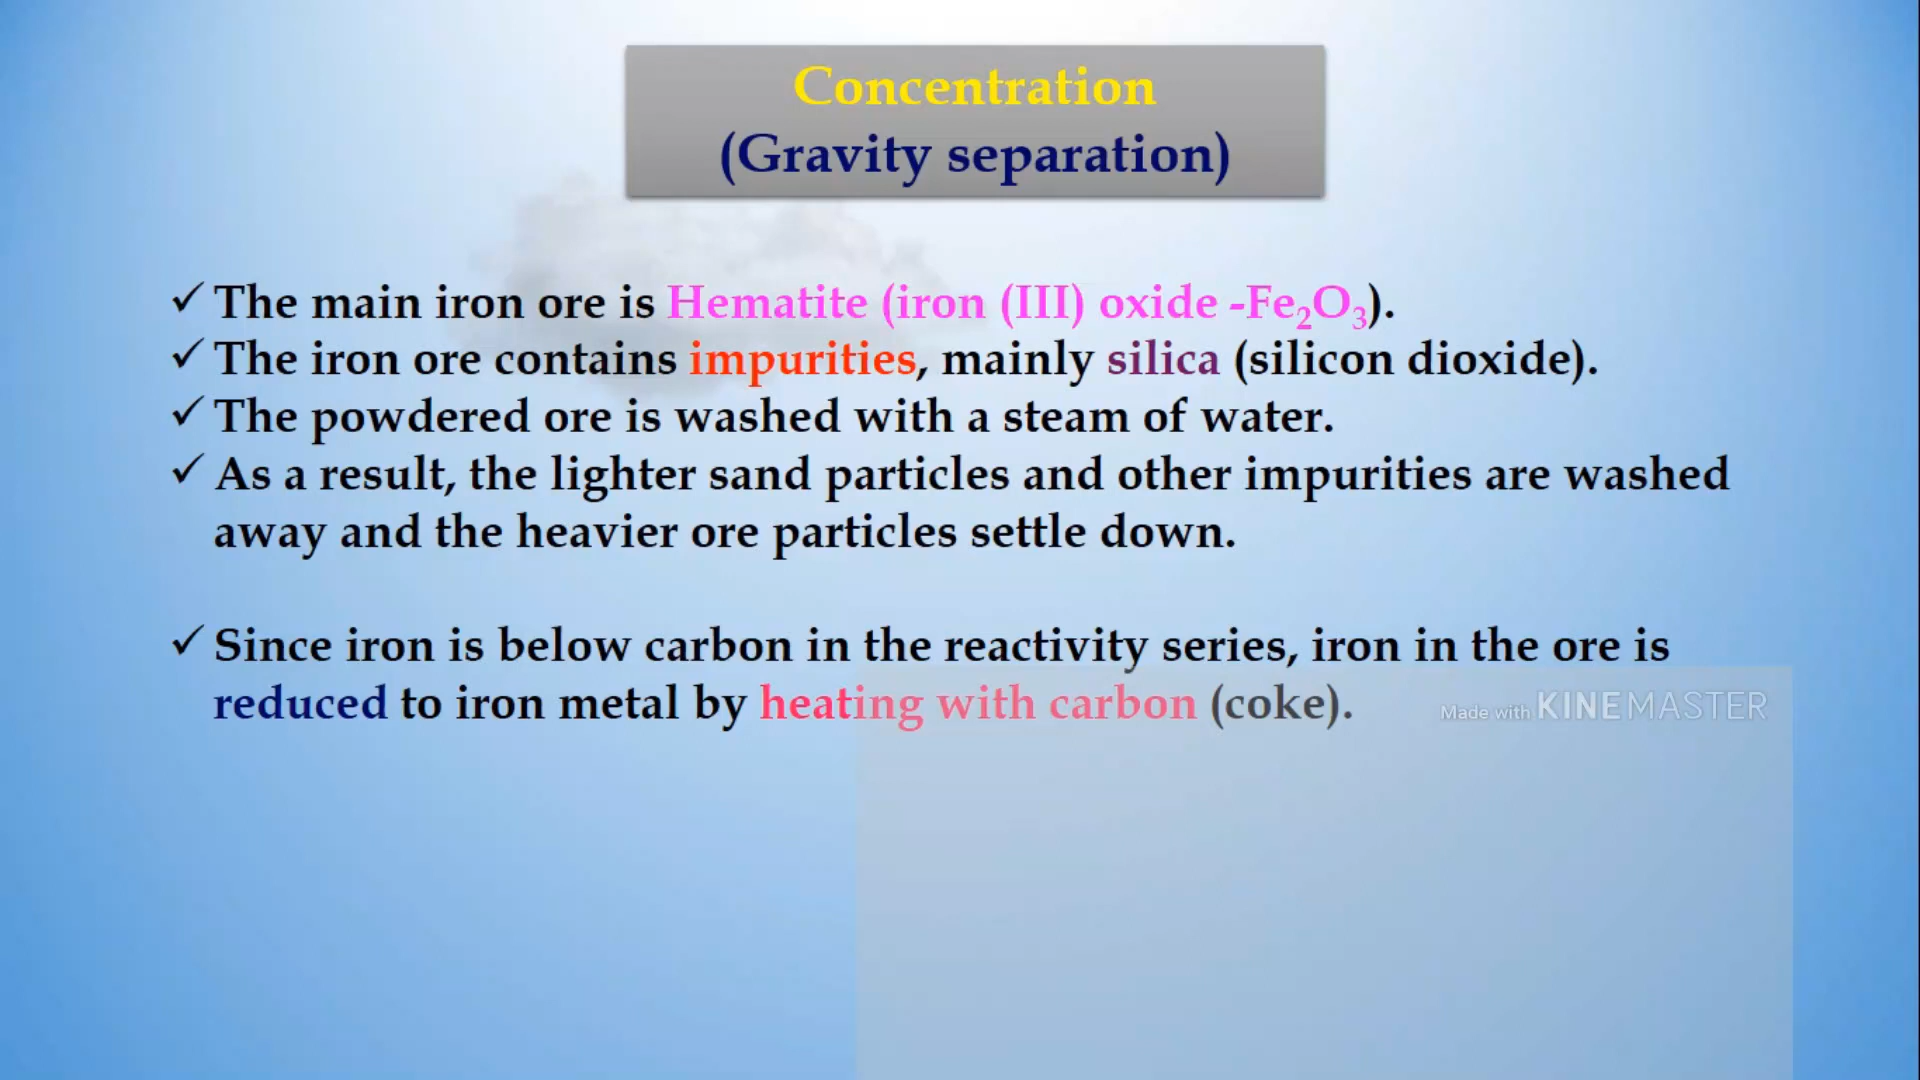 Concentration
(Gravity separation)
✓ The main iron ore is Hematite (iron (III) oxide -Fe₂O₃).
✓ The iron ore contains impurities, mainly silica (silicon dioxide).
✓ The powdered ore is washed with a steam of water.
✓ As a result, the lighter sand particles and other impurities are washed
away and the heavier ore particles settle down.
✓ Since iron is below carbon in the reactivity series, iron in the ore is
reduced to iron metal by heating with carbon (coke).
Made with KINEMASTER